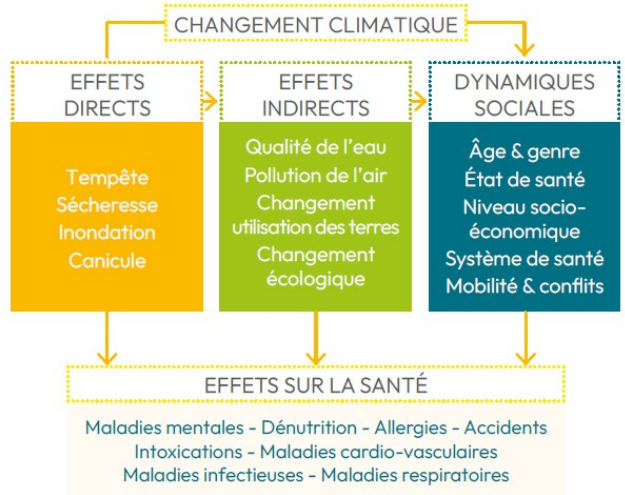 CHANGEMENT CLIMATIQUE
EFFETS
DIRECTS
Tempête
Sécheresse
Inondation
Canicule
EFFETS
INDIRECTS
Qualité de l'eau
Pollution de l'air
Changement
utilisation des terres
Changement
écologique
DYNAMIQUES
SOCIALES
Âge & genre
État de santé
Niveau socio-
économique
Système de santé
Mobilité & conflits
EFFETS SUR LA SANTÉ
Maladies mentales - Dénutrition - Allergies - Accidents
Intoxications - Maladies cardio-vasculaires
Maladies infectieuses - Maladies respiratoires